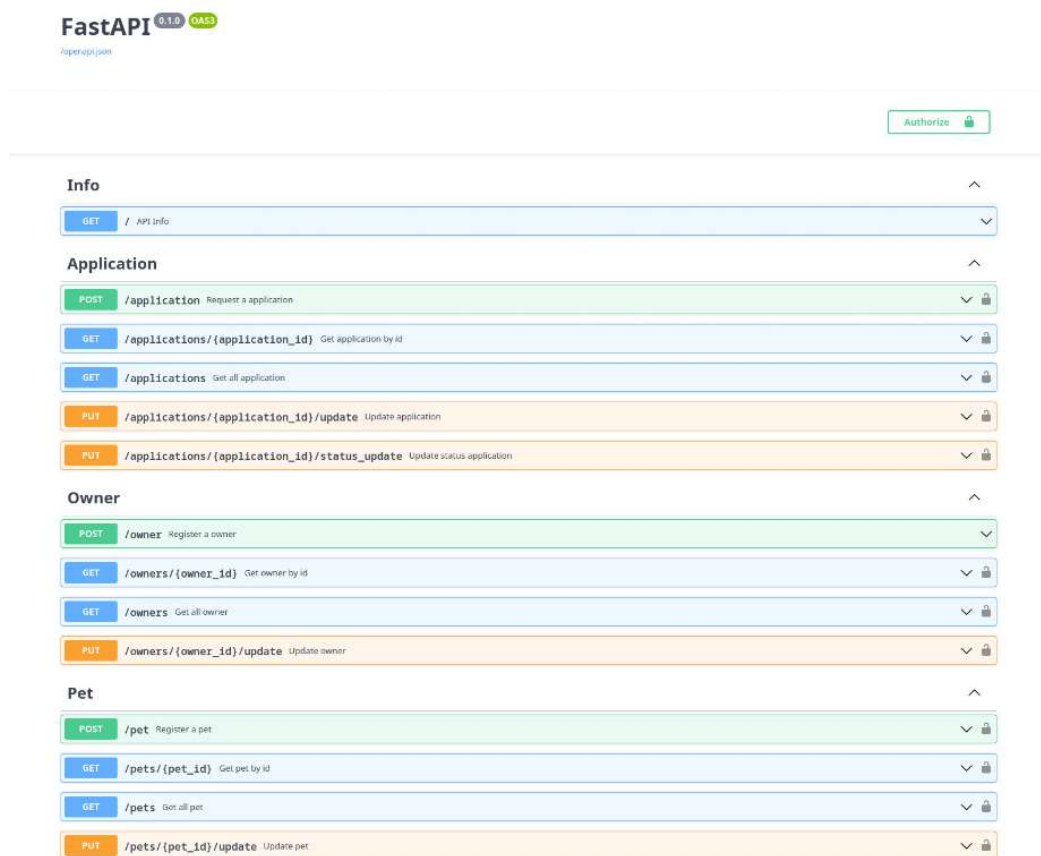 FastAPI 0.1.0 OAS3
/openapi.json
Authorize
Info
GET / API Info
Application
POST /application Request a application
GET /applications/{application_id} Get application by id
GET /applications Get all application
PUT /applications/{application_id}/update Update application
PUT /applications/{application_id}/status_update Update status application
Owner
POST /owner Register a owner
GET /owners/{owner_id} Get owner by id
GET /owners Get all owner
PUT /owners/{owner_id}/update Update owner
Pet
POST /pet Register a pet
GET /pets/{pet_id} Get pet by id
GET /pets Get all pet
PUT /pets/{pet_id}/update Update pet